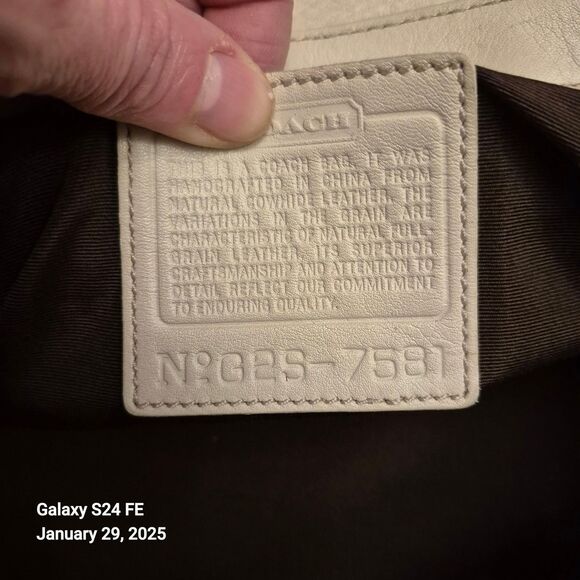 COACH
THIS IS A COACH BAG. IT WAS
HANDCRAFTED IN CHINA FROM
NATURAL COWHIDE LEATHER. THE
VARIATIONS IN THE GRAIN ARE
CHARACTERISTIC OF NATURAL FULL-
GRAIN LEATHER. ITS SUPERIOR
CRAFTSMANSHIP AND ATTENTION TO
DETAIL REFLECT OUR COMMITMENT
TO ENDURING QUALITY.
Nº G2S-7581
Galaxy S24 FE
January 29, 2025